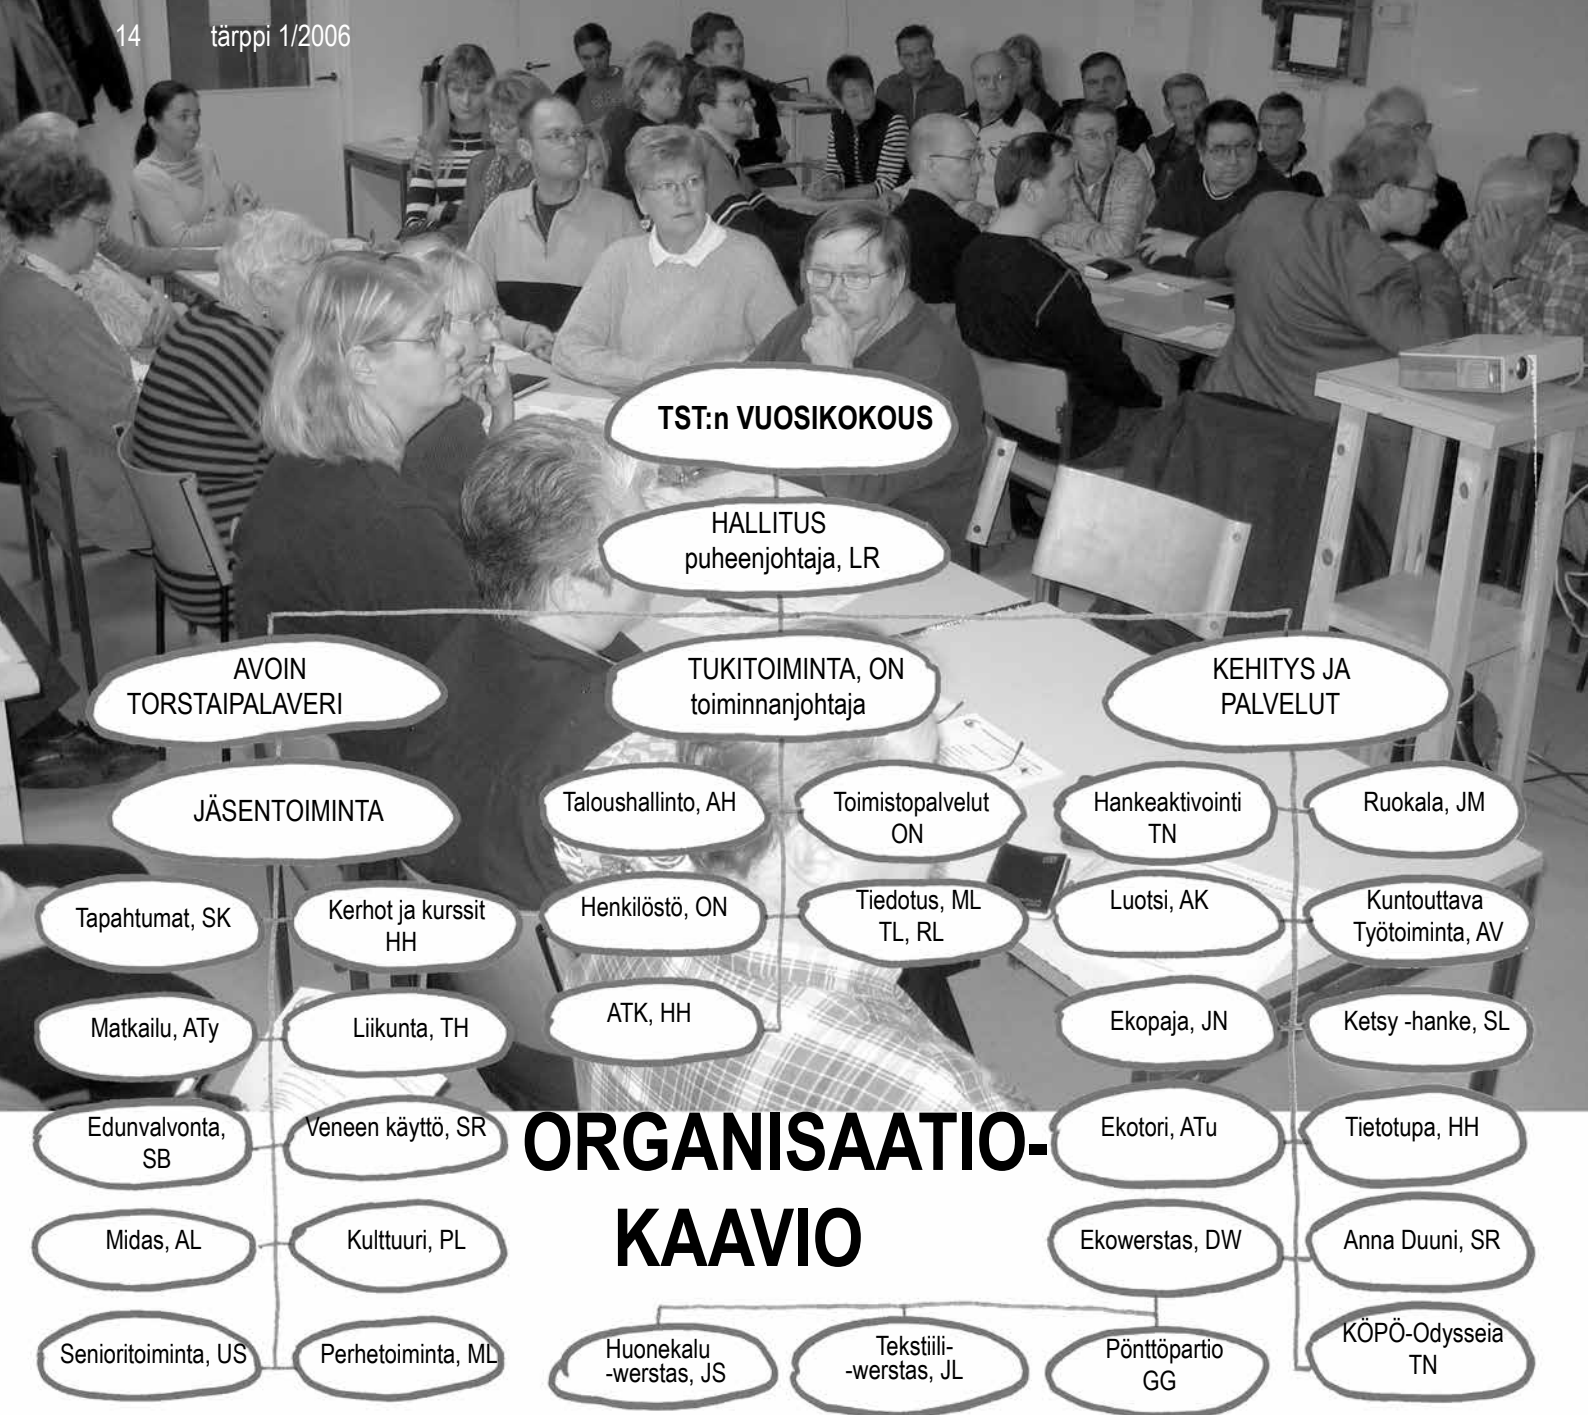 14 tärppi 1/2006
TST:n VUOSIKOKOUS
HALLITUS
puheenjohtaja, LR
AVOIN
TORSTAIPALAVERI
TUKITOIMINTA, ON
toiminnanjohtaja
KEHITYS JA
PALVELUT
JÄSENTOIMINTA
Tapahtumat, SK
Kerhot ja kurssit
HH
Matkailu, ATy
Liikunta, TH
Edunvalvonta,
SB
Veneen käyttö, SR
Midas, AL
Kulttuuri, PL
Senioritoiminta, US
Perhetoiminta, ML
Taloushallinto, AH
Toimistopalvelut
ON
Henkilöstö, ON
Tiedotus, ML
TL, RL
ATK, HH
Hankeaktivointi
TN
Ruokala, JM
Luotsi, AK
Kuntouttava
Työtoiminta, AV
Ekopaja, JN
Ketsy -hanke, SL
Ekotori, ATu
Tietotupa, HH
Ekowerstas, DW
Anna Duuni, SR
KÖPÖ-Odysseia
TN
Huonekalu
-werstas, JS
Tekstiili-
-werstas, JL
Pönttöpartio
GG
ORGANISAATIO-
KAAVIO